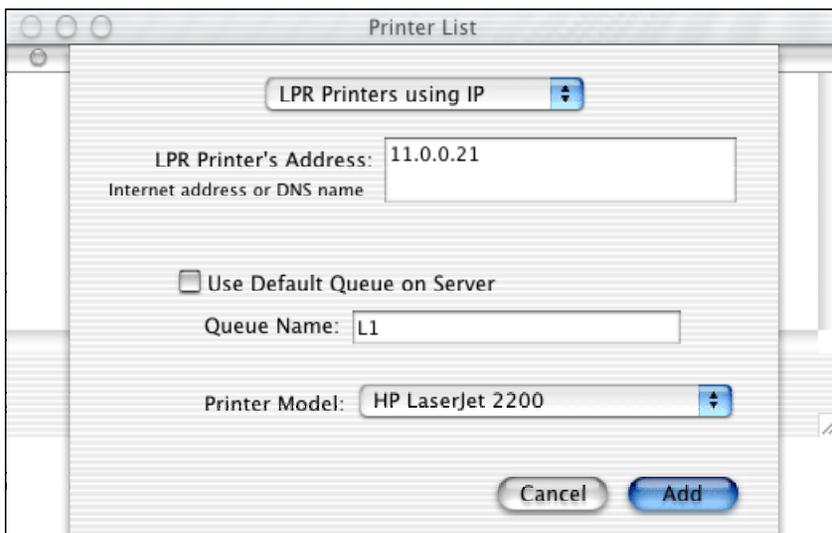 Printer List
LPR Printers using IP
LPR Printer's Address:
11.0.0.21
Internet address or DNS name
Use Default Queue on Server
Queue Name:
L1
Printer Model:
HP LaserJet 2200
Cancel
Add